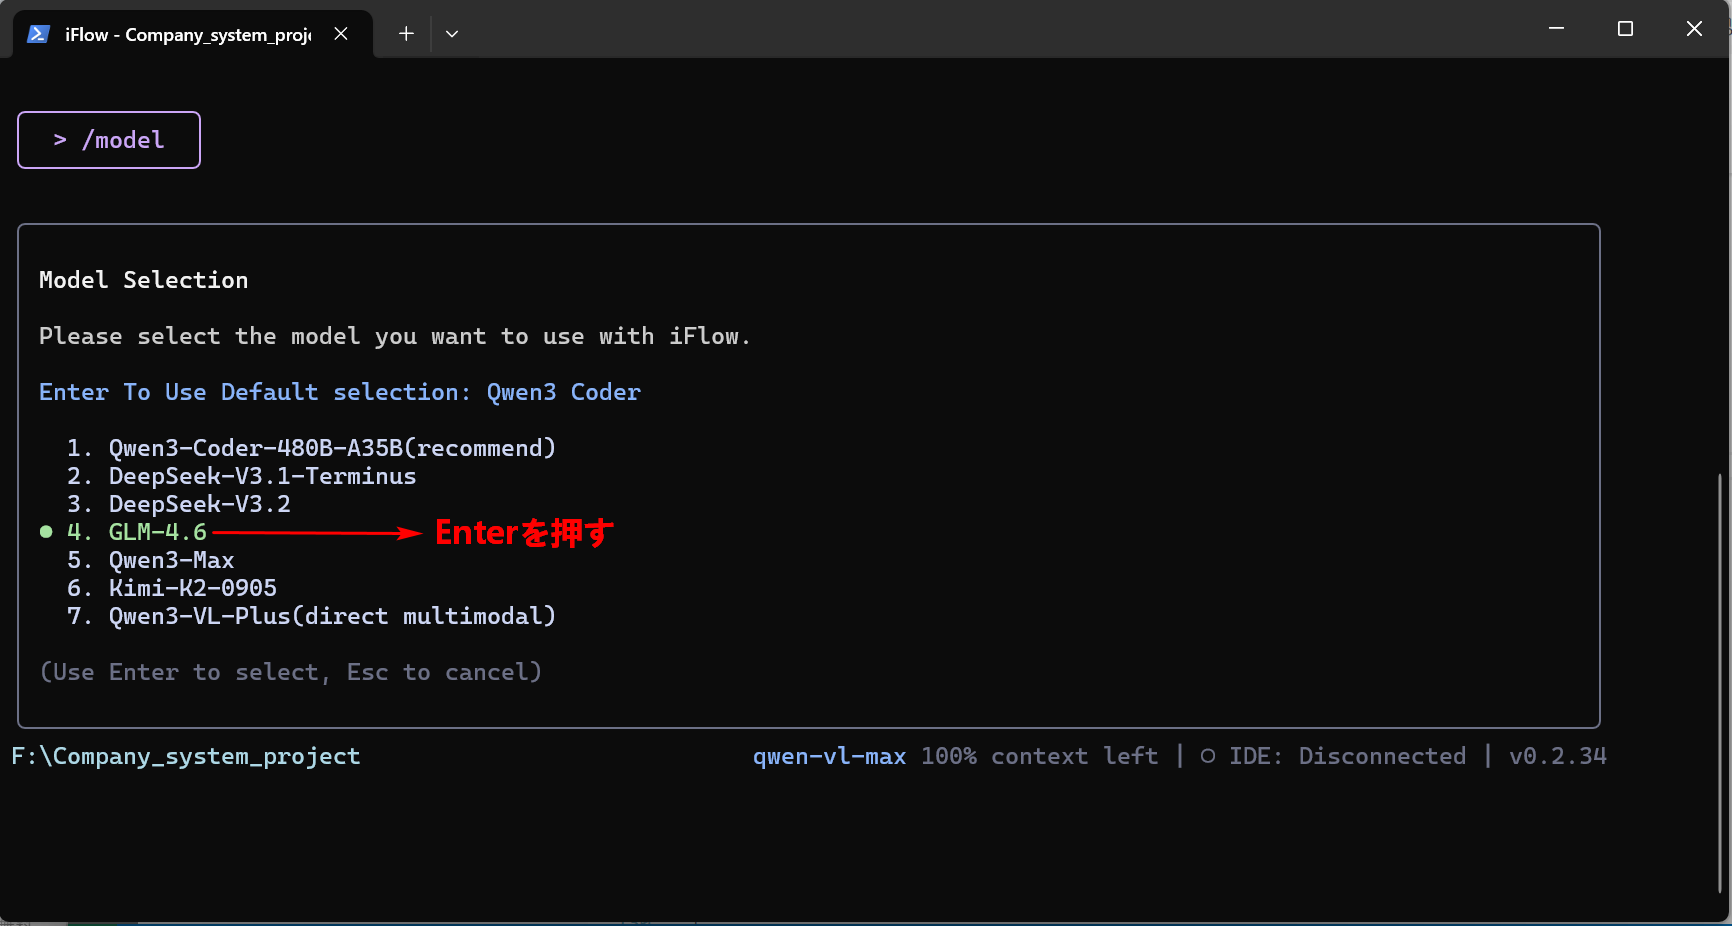 iFlow - Company_system_proj
> /model
Model Selection
Please select the model you want to use with iFlow.
Enter To Use Default selection: Qwen3 Coder
1. Qwen3-Coder-480B-A35B(recommend)
2. DeepSeek-V3.1-Terminus
3. DeepSeek-V3.2
● 4. GLM-4.6 Enterを押す
5. Qwen3-Max
6. Kimi-K2-0905
7. Qwen3-VL-Plus(direct multimodal)
(Use Enter to select, Esc to cancel)
F:\Company_system_project qwen-vl-max 100% context left | ○ IDE: Disconnected | v0.2.34